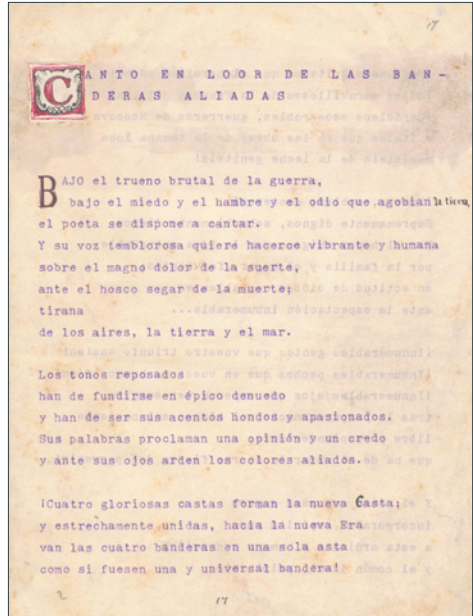 17
CANTO EN LOOR DE LAS BAN-
DERAS ALIADAS
BAJO el trueno brutal de la guerra,
bajo el miedo y el hambre y el odio que agobian la tierra,
el poeta se dispone a cantar.
Y su voz temblorosa quiere hacerce vibrante y humana
sobre el magno dolor de la suerte,
ante el hosco segar de la muerte;
tirana
de los aires, la tierra y el mar.
Los tonos reposados
han de fundirse en épico denuedo
y han de ser sus acentos hondos y apasionados.
Sus palabras proclaman una opinión y un credo
y ante sus ojos arden los colores aliados.
¡Cuatro gloriosas castas forman la nueva Casta;
y estrechamente unidas, hacia la nueva Era
van las cuatro banderas en una sola asta
como si fuesen una y universal bandera!
2
17